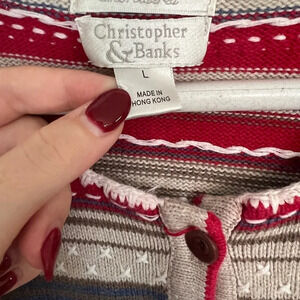 Christopher
& Banks
L
MADE IN
HONG KONG